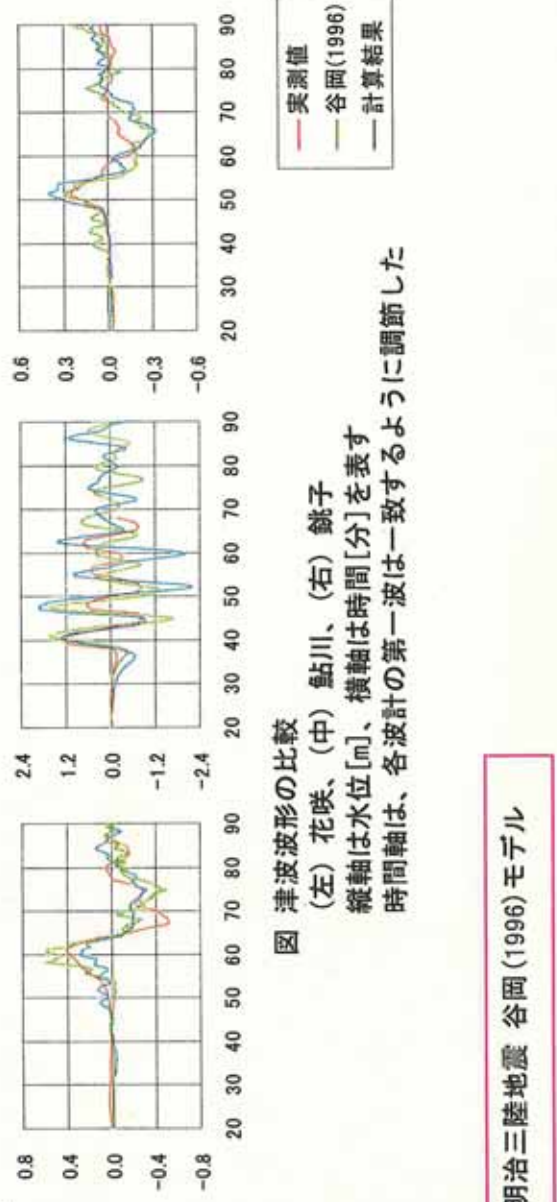 0.8
0.4
0.0
-0.4
-0.8
20 30 40 50 60 70 80 90
2.4
1.2
0.0
-1.2
-2.4
20 30 40 50 60 70 80 90
0.6
0.3
0.0
-0.3
-0.6
20 30 40 50 60 70 80 90
図 津波波形の比較
(左) 花咲、(中) 鮎川、(右) 銚子
縦軸は水位[m]、横軸は時間[分]を表す
時間軸は、各波計の第一波は一致するように調節した
実測値
谷岡(1996)
計算結果
明治三陸地震 谷岡(1996)モデル